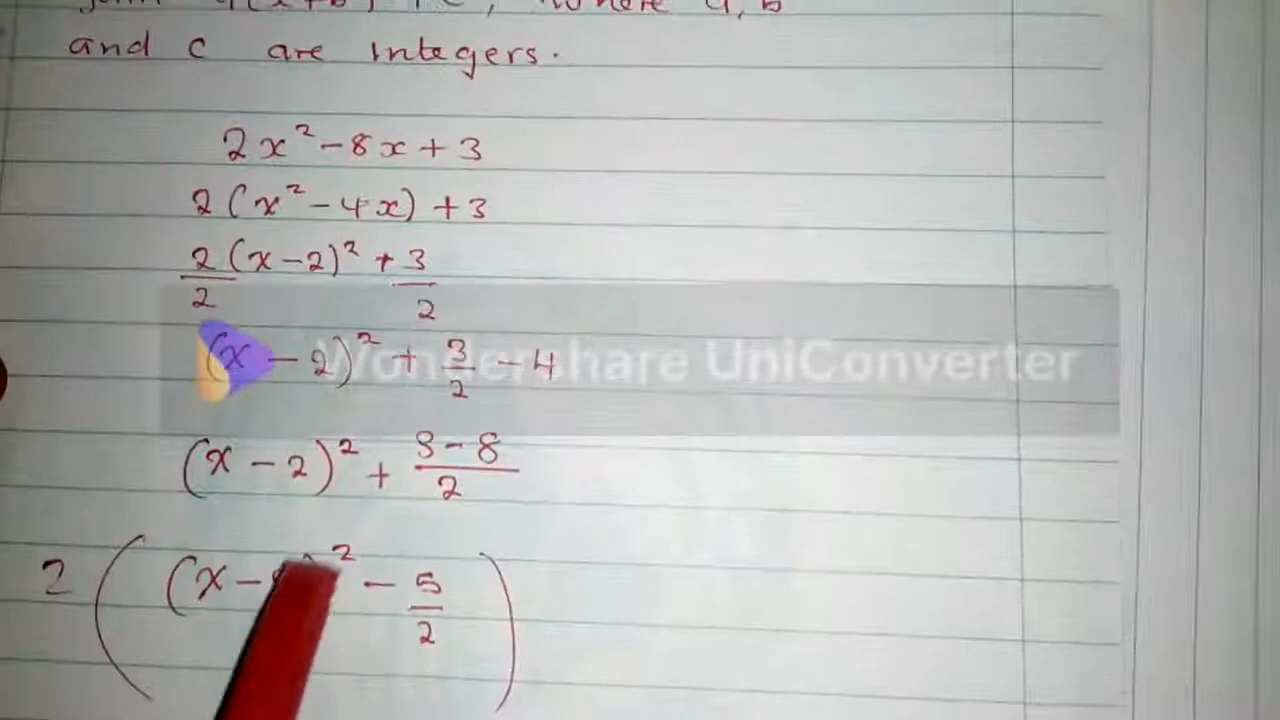 where a, b
and c are integers.
2x² - 8x + 3
2(x² - 4x) + 3
2/2 (x-2)² + 3/2
(x - 2)² + 3/2 - 4
Wondershare UniConverter
(x - 2)² + 3-8/2
2((x - )² - 5/2)